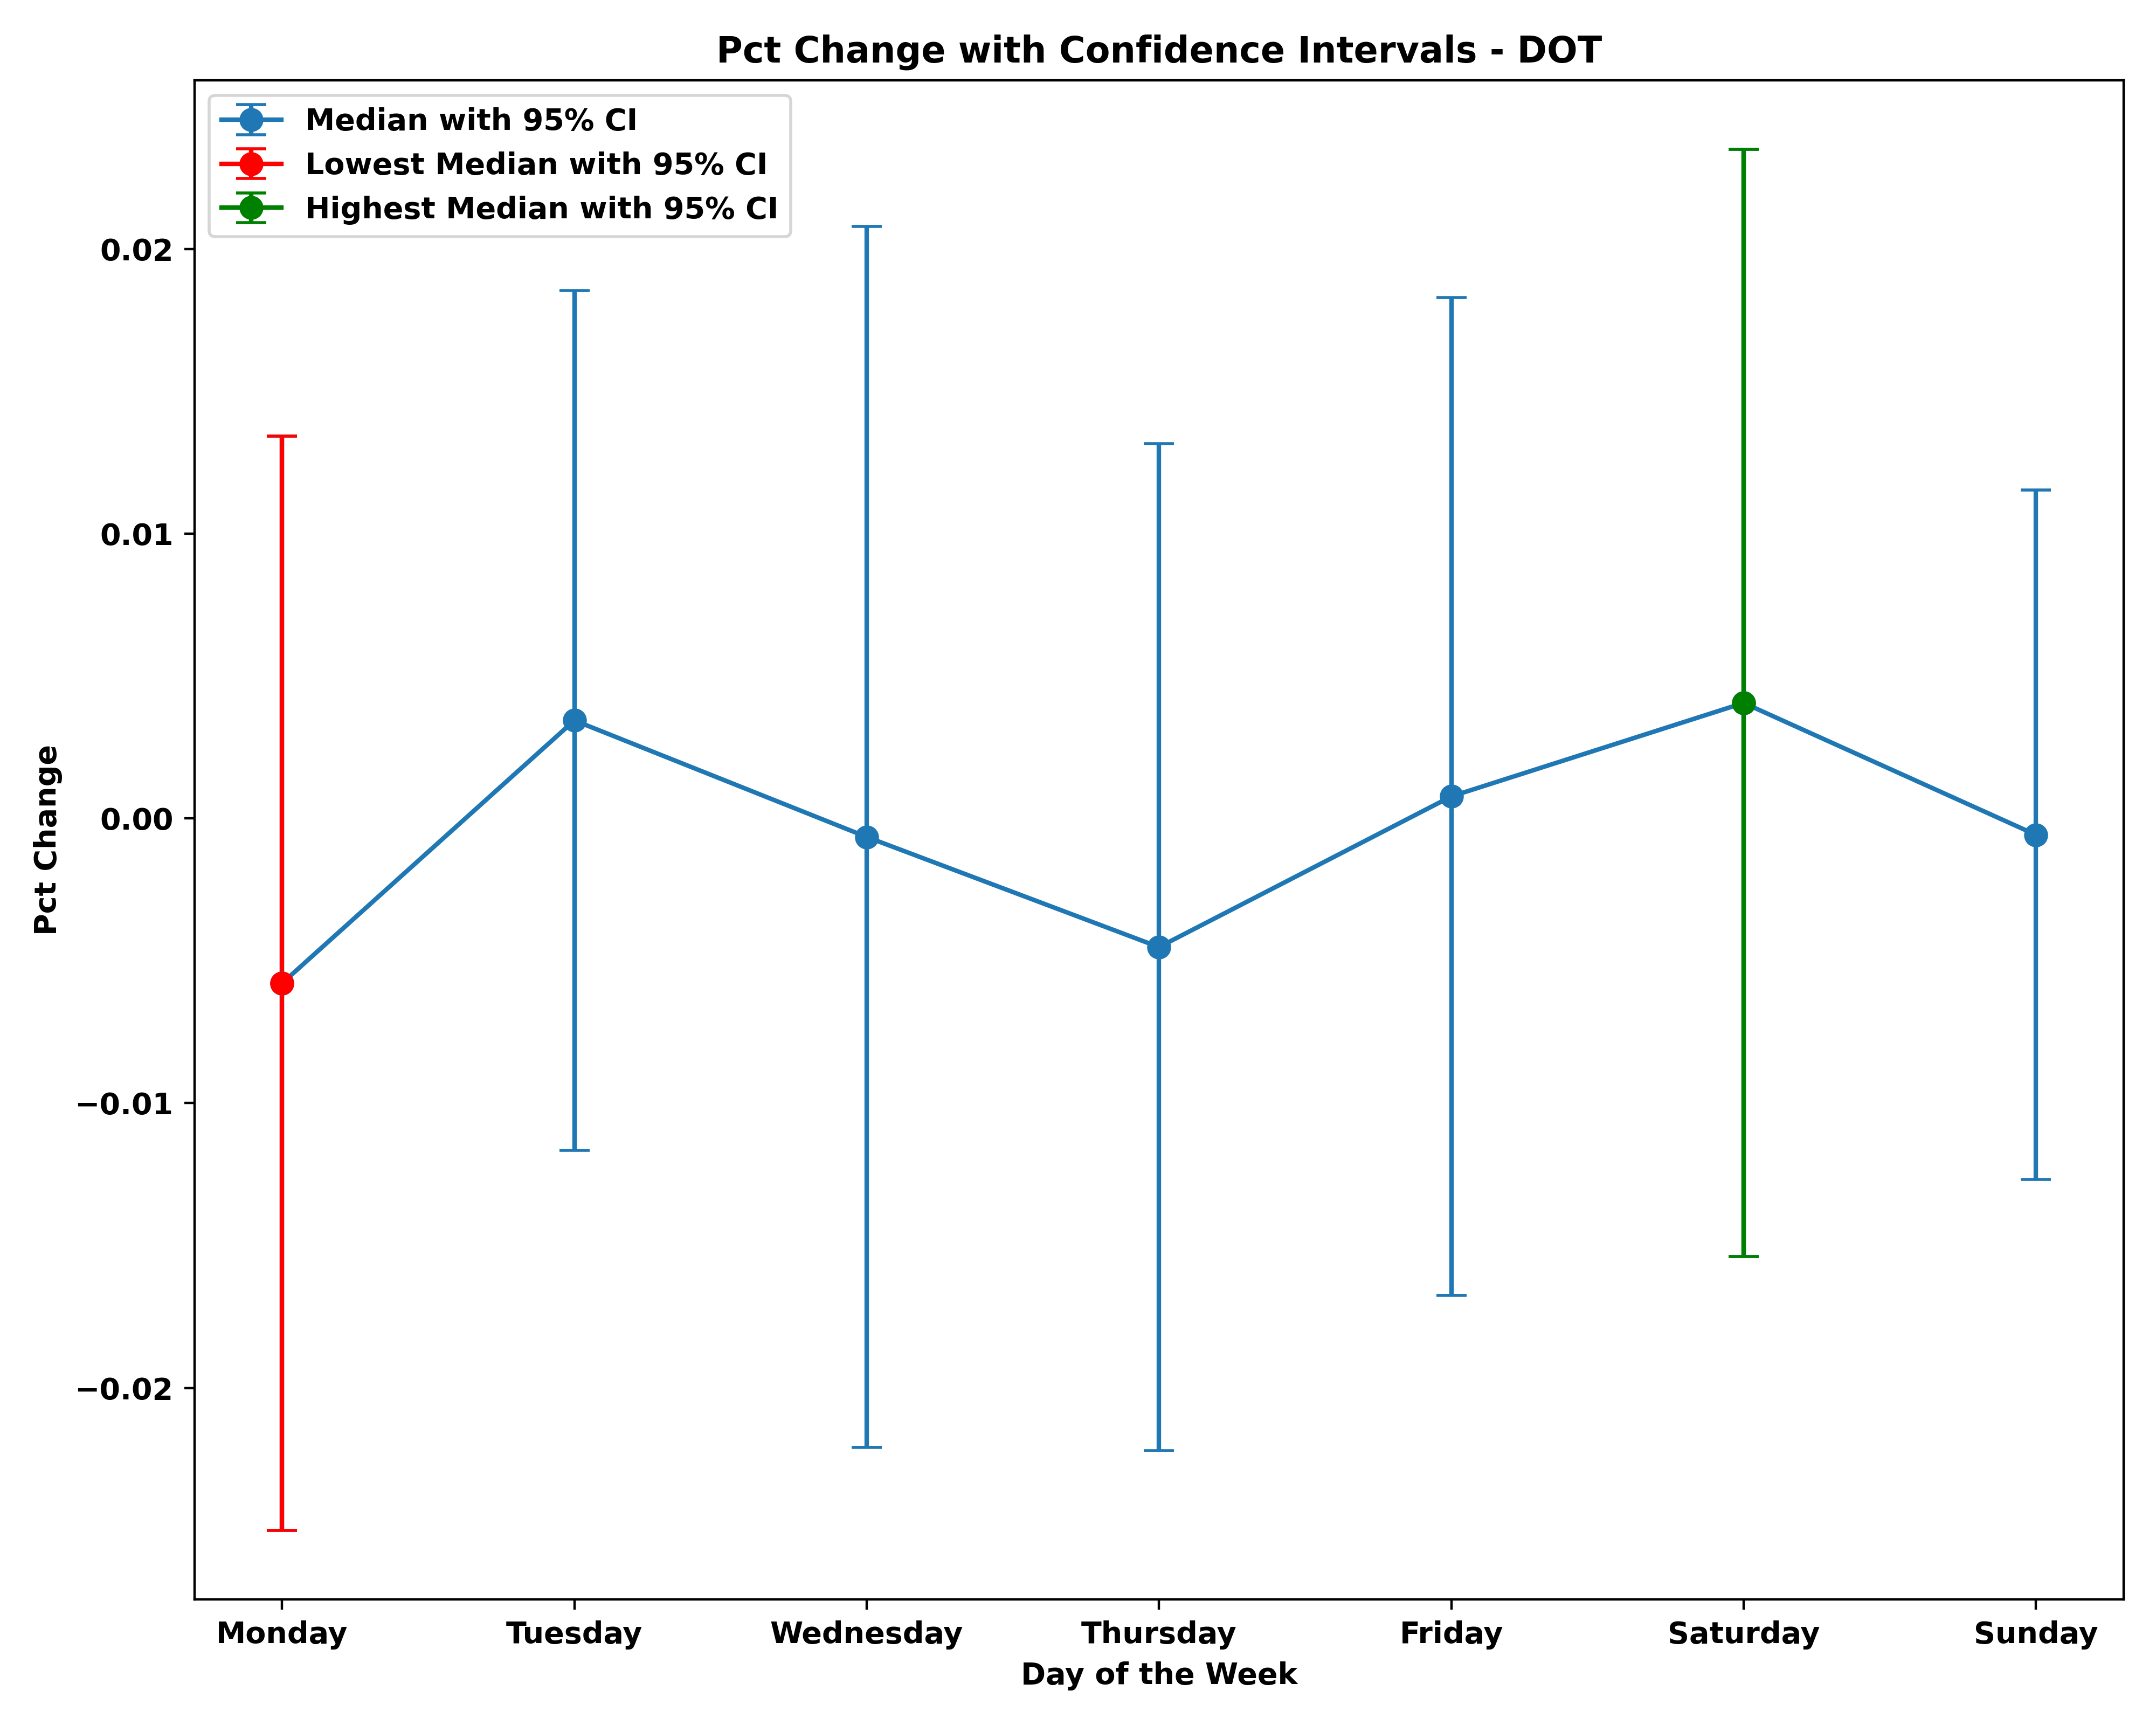 Pct Change with Confidence Intervals - DOT
Median with 95% CI
Lowest Median with 95% CI
Highest Median with 95% CI
0.02
0.01
0.00
−0.01
−0.02
Pct Change
Monday Tuesday Wednesday Thursday Friday Saturday Sunday
Day of the Week